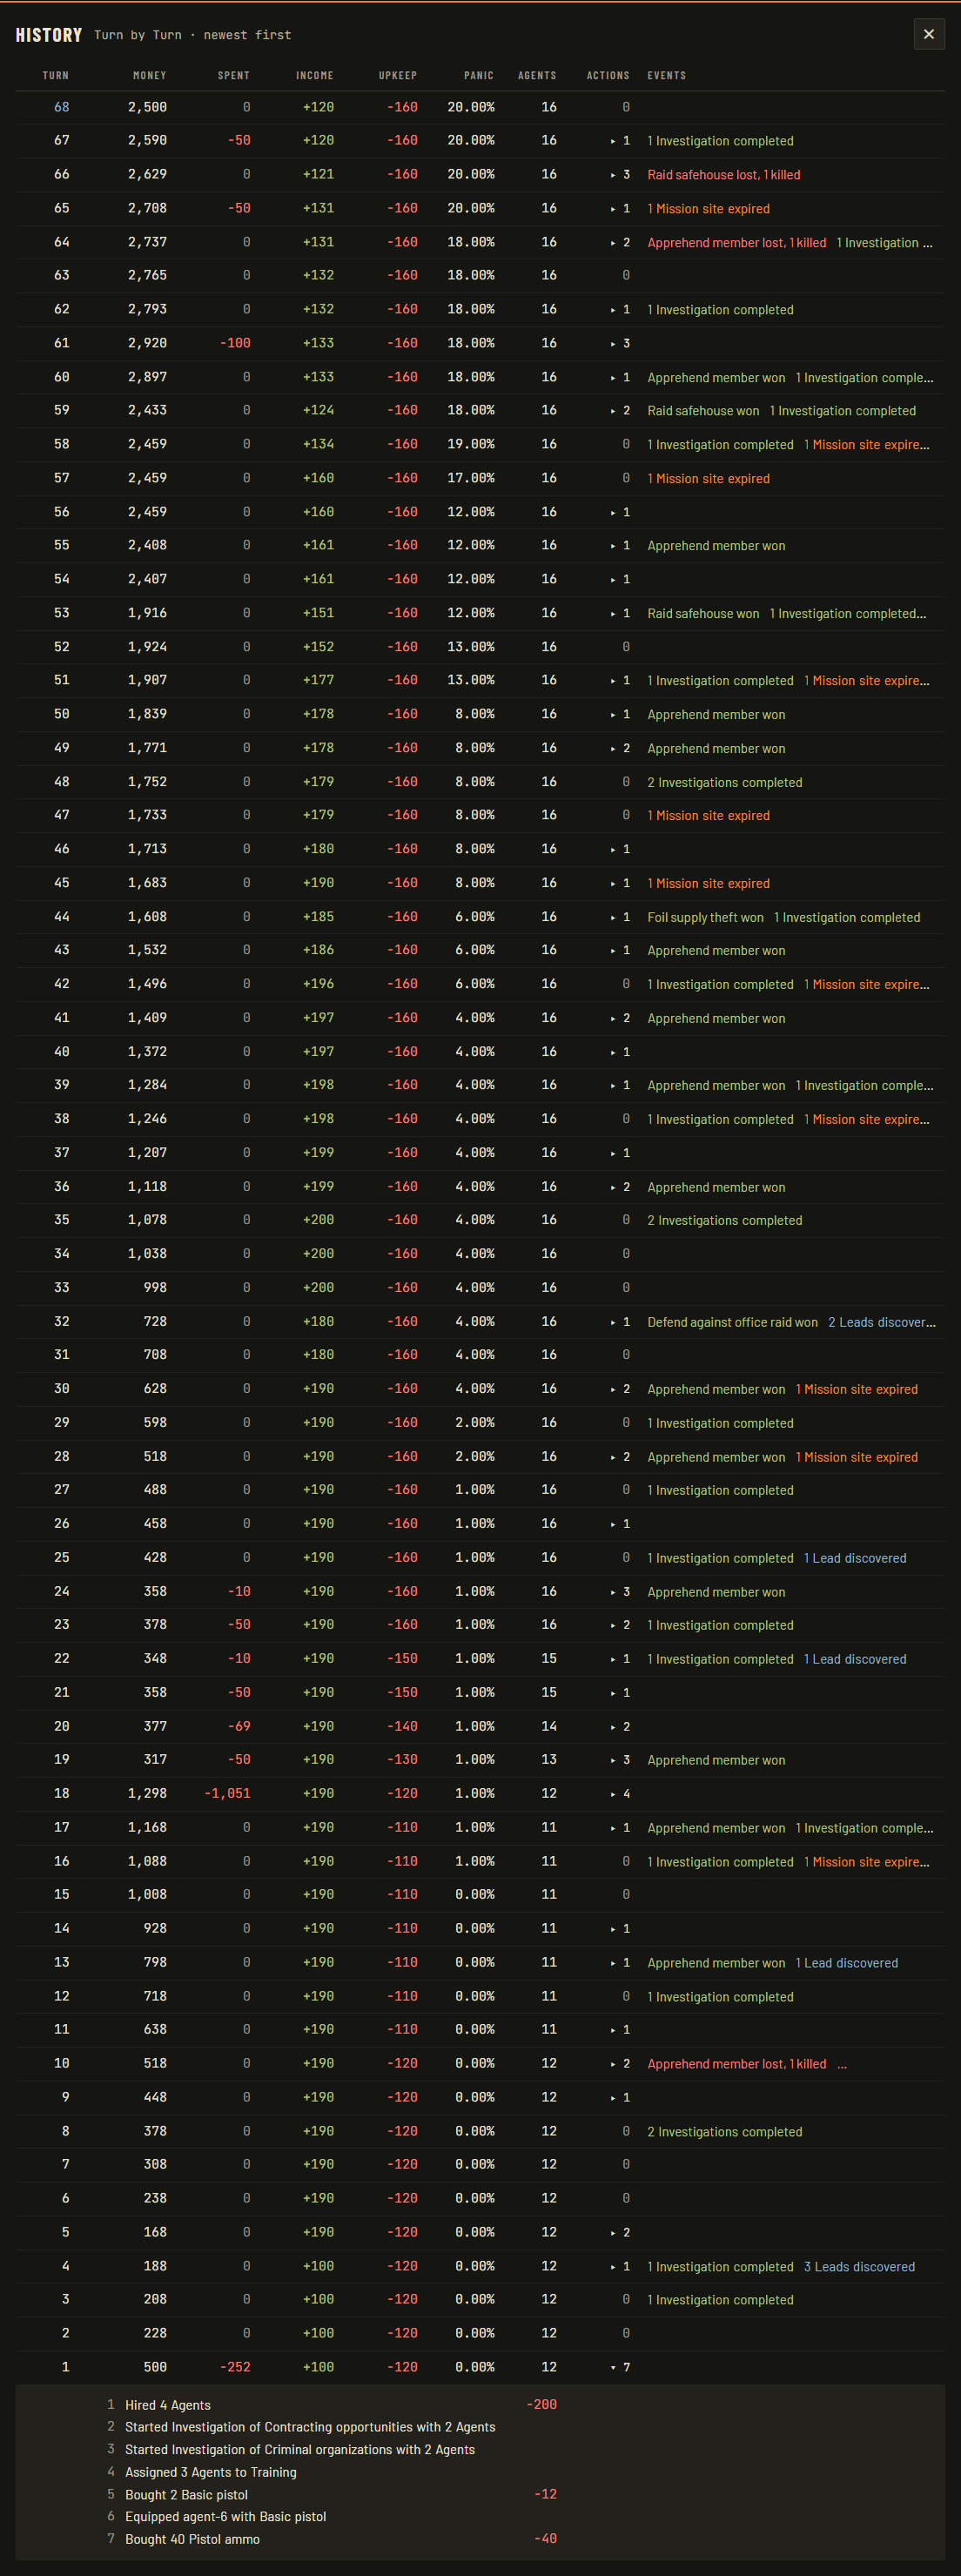 HISTORY Turn by Turn · newest first ✕
TURN MONEY SPENT INCOME UPKEEP PANIC AGENTS ACTIONS EVENTS
68 2,500 0 +120 -160 20.00% 16 0
67 2,590 -50 +120 -160 20.00% 16 ▸ 1 1 Investigation completed
66 2,629 0 +121 -160 20.00% 16 ▸ 3 Raid safehouse lost, 1 killed
65 2,708 -50 +131 -160 20.00% 16 ▸ 1 1 Mission site expired
64 2,737 0 +131 -160 18.00% 16 ▸ 2 Apprehend member lost, 1 killed 1 Investigation ...
63 2,765 0 +132 -160 18.00% 16 0
62 2,793 0 +132 -160 18.00% 16 ▸ 1 1 Investigation completed
61 2,920 -100 +133 -160 18.00% 16 ▸ 3
60 2,897 0 +133 -160 18.00% 16 ▸ 1 Apprehend member won 1 Investigation comple...
59 2,433 0 +124 -160 18.00% 16 ▸ 2 Raid safehouse won 1 Investigation completed
58 2,459 0 +134 -160 19.00% 16 0 1 Investigation completed 1 Mission site expire...
57 2,459 0 +160 -160 17.00% 16 0 1 Mission site expired
56 2,459 0 +160 -160 12.00% 16 ▸ 1
55 2,408 0 +161 -160 12.00% 16 ▸ 1 Apprehend member won
54 2,407 0 +161 -160 12.00% 16 ▸ 1
53 1,916 0 +151 -160 12.00% 16 ▸ 1 Raid safehouse won 1 Investigation completed...
52 1,924 0 +152 -160 13.00% 16 0
51 1,907 0 +177 -160 13.00% 16 ▸ 1 1 Investigation completed 1 Mission site expire...
50 1,839 0 +178 -160 8.00% 16 ▸ 1 Apprehend member won
49 1,771 0 +178 -160 8.00% 16 ▸ 2 Apprehend member won
48 1,752 0 +179 -160 8.00% 16 0 2 Investigations completed
47 1,733 0 +179 -160 8.00% 16 0 1 Mission site expired
46 1,713 0 +180 -160 8.00% 16 ▸ 1
45 1,683 0 +190 -160 8.00% 16 ▸ 1 1 Mission site expired
44 1,608 0 +185 -160 6.00% 16 ▸ 1 Foil supply theft won 1 Investigation completed
43 1,532 0 +186 -160 6.00% 16 ▸ 1 Apprehend member won
42 1,496 0 +196 -160 6.00% 16 0 1 Investigation completed 1 Mission site expire...
41 1,409 0 +197 -160 4.00% 16 ▸ 2 Apprehend member won
40 1,372 0 +197 -160 4.00% 16 ▸ 1
39 1,284 0 +198 -160 4.00% 16 ▸ 1 Apprehend member won 1 Investigation comple...
38 1,246 0 +198 -160 4.00% 16 0 1 Investigation completed 1 Mission site expire...
37 1,207 0 +199 -160 4.00% 16 ▸ 1
36 1,118 0 +199 -160 4.00% 16 ▸ 2 Apprehend member won
35 1,078 0 +200 -160 4.00% 16 0 2 Investigations completed
34 1,038 0 +200 -160 4.00% 16 0
33 998 0 +200 -160 4.00% 16 0
32 728 0 +180 -160 4.00% 16 ▸ 1 Defend against office raid won 2 Leads discover...
31 708 0 +180 -160 4.00% 16 0
30 628 0 +190 -160 4.00% 16 ▸ 2 Apprehend member won 1 Mission site expired
29 598 0 +190 -160 2.00% 16 0 1 Investigation completed
28 518 0 +190 -160 2.00% 16 ▸ 2 Apprehend member won 1 Mission site expired
27 488 0 +190 -160 1.00% 16 0 1 Investigation completed
26 458 0 +190 -160 1.00% 16 ▸ 1
25 428 0 +190 -160 1.00% 16 0 1 Investigation completed 1 Lead discovered
24 358 -10 +190 -160 1.00% 16 ▸ 3 Apprehend member won
23 378 -50 +190 -160 1.00% 16 ▸ 2 1 Investigation completed
22 348 -10 +190 -150 1.00% 15 ▸ 1 1 Investigation completed 1 Lead discovered
21 358 -50 +190 -150 1.00% 15 ▸ 1
20 377 -69 +190 -140 1.00% 14 ▸ 2
19 317 -50 +190 -130 1.00% 13 ▸ 3 Apprehend member won
18 1,298 -1,051 +190 -120 1.00% 12 ▸ 4
17 1,168 0 +190 -110 1.00% 11 ▸ 1 Apprehend member won 1 Investigation comple...
16 1,088 0 +190 -110 1.00% 11 0 1 Investigation completed 1 Mission site expire...
15 1,008 0 +190 -110 0.00% 11 0
14 928 0 +190 -110 0.00% 11 ▸ 1
13 798 0 +190 -110 0.00% 11 ▸ 1 Apprehend member won 1 Lead discovered
12 718 0 +190 -110 0.00% 11 0 1 Investigation completed
11 638 0 +190 -110 0.00% 11 ▸ 1
10 518 0 +190 -120 0.00% 12 ▸ 2 Apprehend member lost, 1 killed ...
9 448 0 +190 -120 0.00% 12 ▸ 1
8 378 0 +190 -120 0.00% 12 0 2 Investigations completed
7 308 0 +190 -120 0.00% 12 0
6 238 0 +190 -120 0.00% 12 0
5 168 0 +190 -120 0.00% 12 ▸ 2
4 188 0 +100 -120 0.00% 12 ▸ 1 1 Investigation completed 3 Leads discovered
3 208 0 +100 -120 0.00% 12 0 1 Investigation completed
2 228 0 +100 -120 0.00% 12 0
1 500 -252 +100 -120 0.00% 12 ▾ 7
1 Hired 4 Agents -200
2 Started Investigation of Contracting opportunities with 2 Agents
3 Started Investigation of Criminal organizations with 2 Agents
4 Assigned 3 Agents to Training
5 Bought 2 Basic pistol -12
6 Equipped agent-6 with Basic pistol
7 Bought 40 Pistol ammo -40